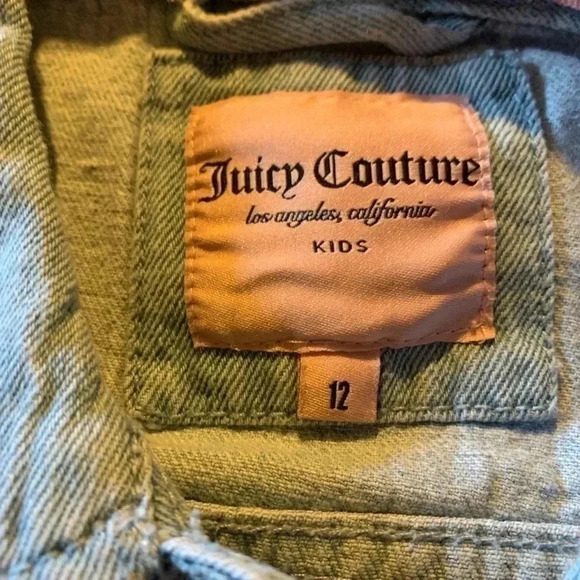 Juicy Couture
los angeles, california
KIDS
12